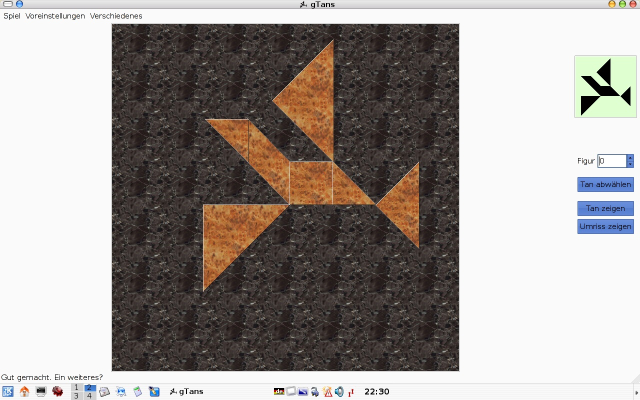 gTans
Spiel Voreinstellungen Verschiedenes
Figur 0
Tan abwählen
Tan zeigen
Umriss zeigen
Gut gemacht. Ein weiteres?
1 2
3 4
gTans
22:30